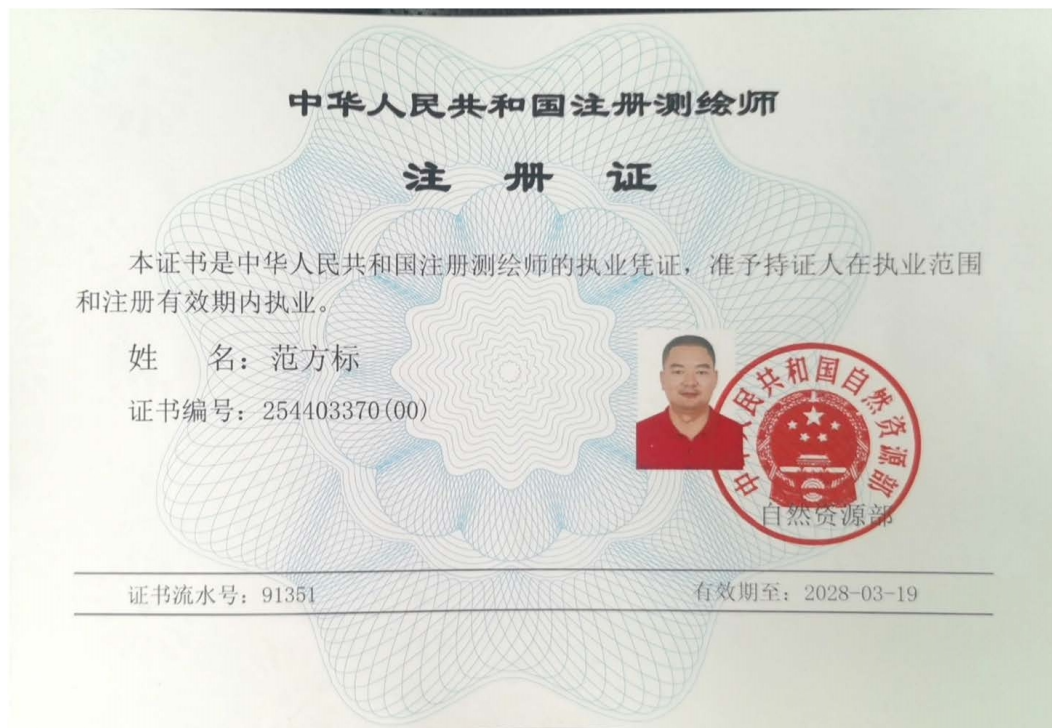 中华人民共和国注册测绘师
注 册 证
本证书是中华人民共和国注册测绘师的执业凭证，准予持证人在执业范围
和注册有效期内执业。
姓 名：范方标
证书编号：254403370(00)
中华人民共和国自然资源部
自然资源部
证书流水号：91351
有效期至：2028-03-19